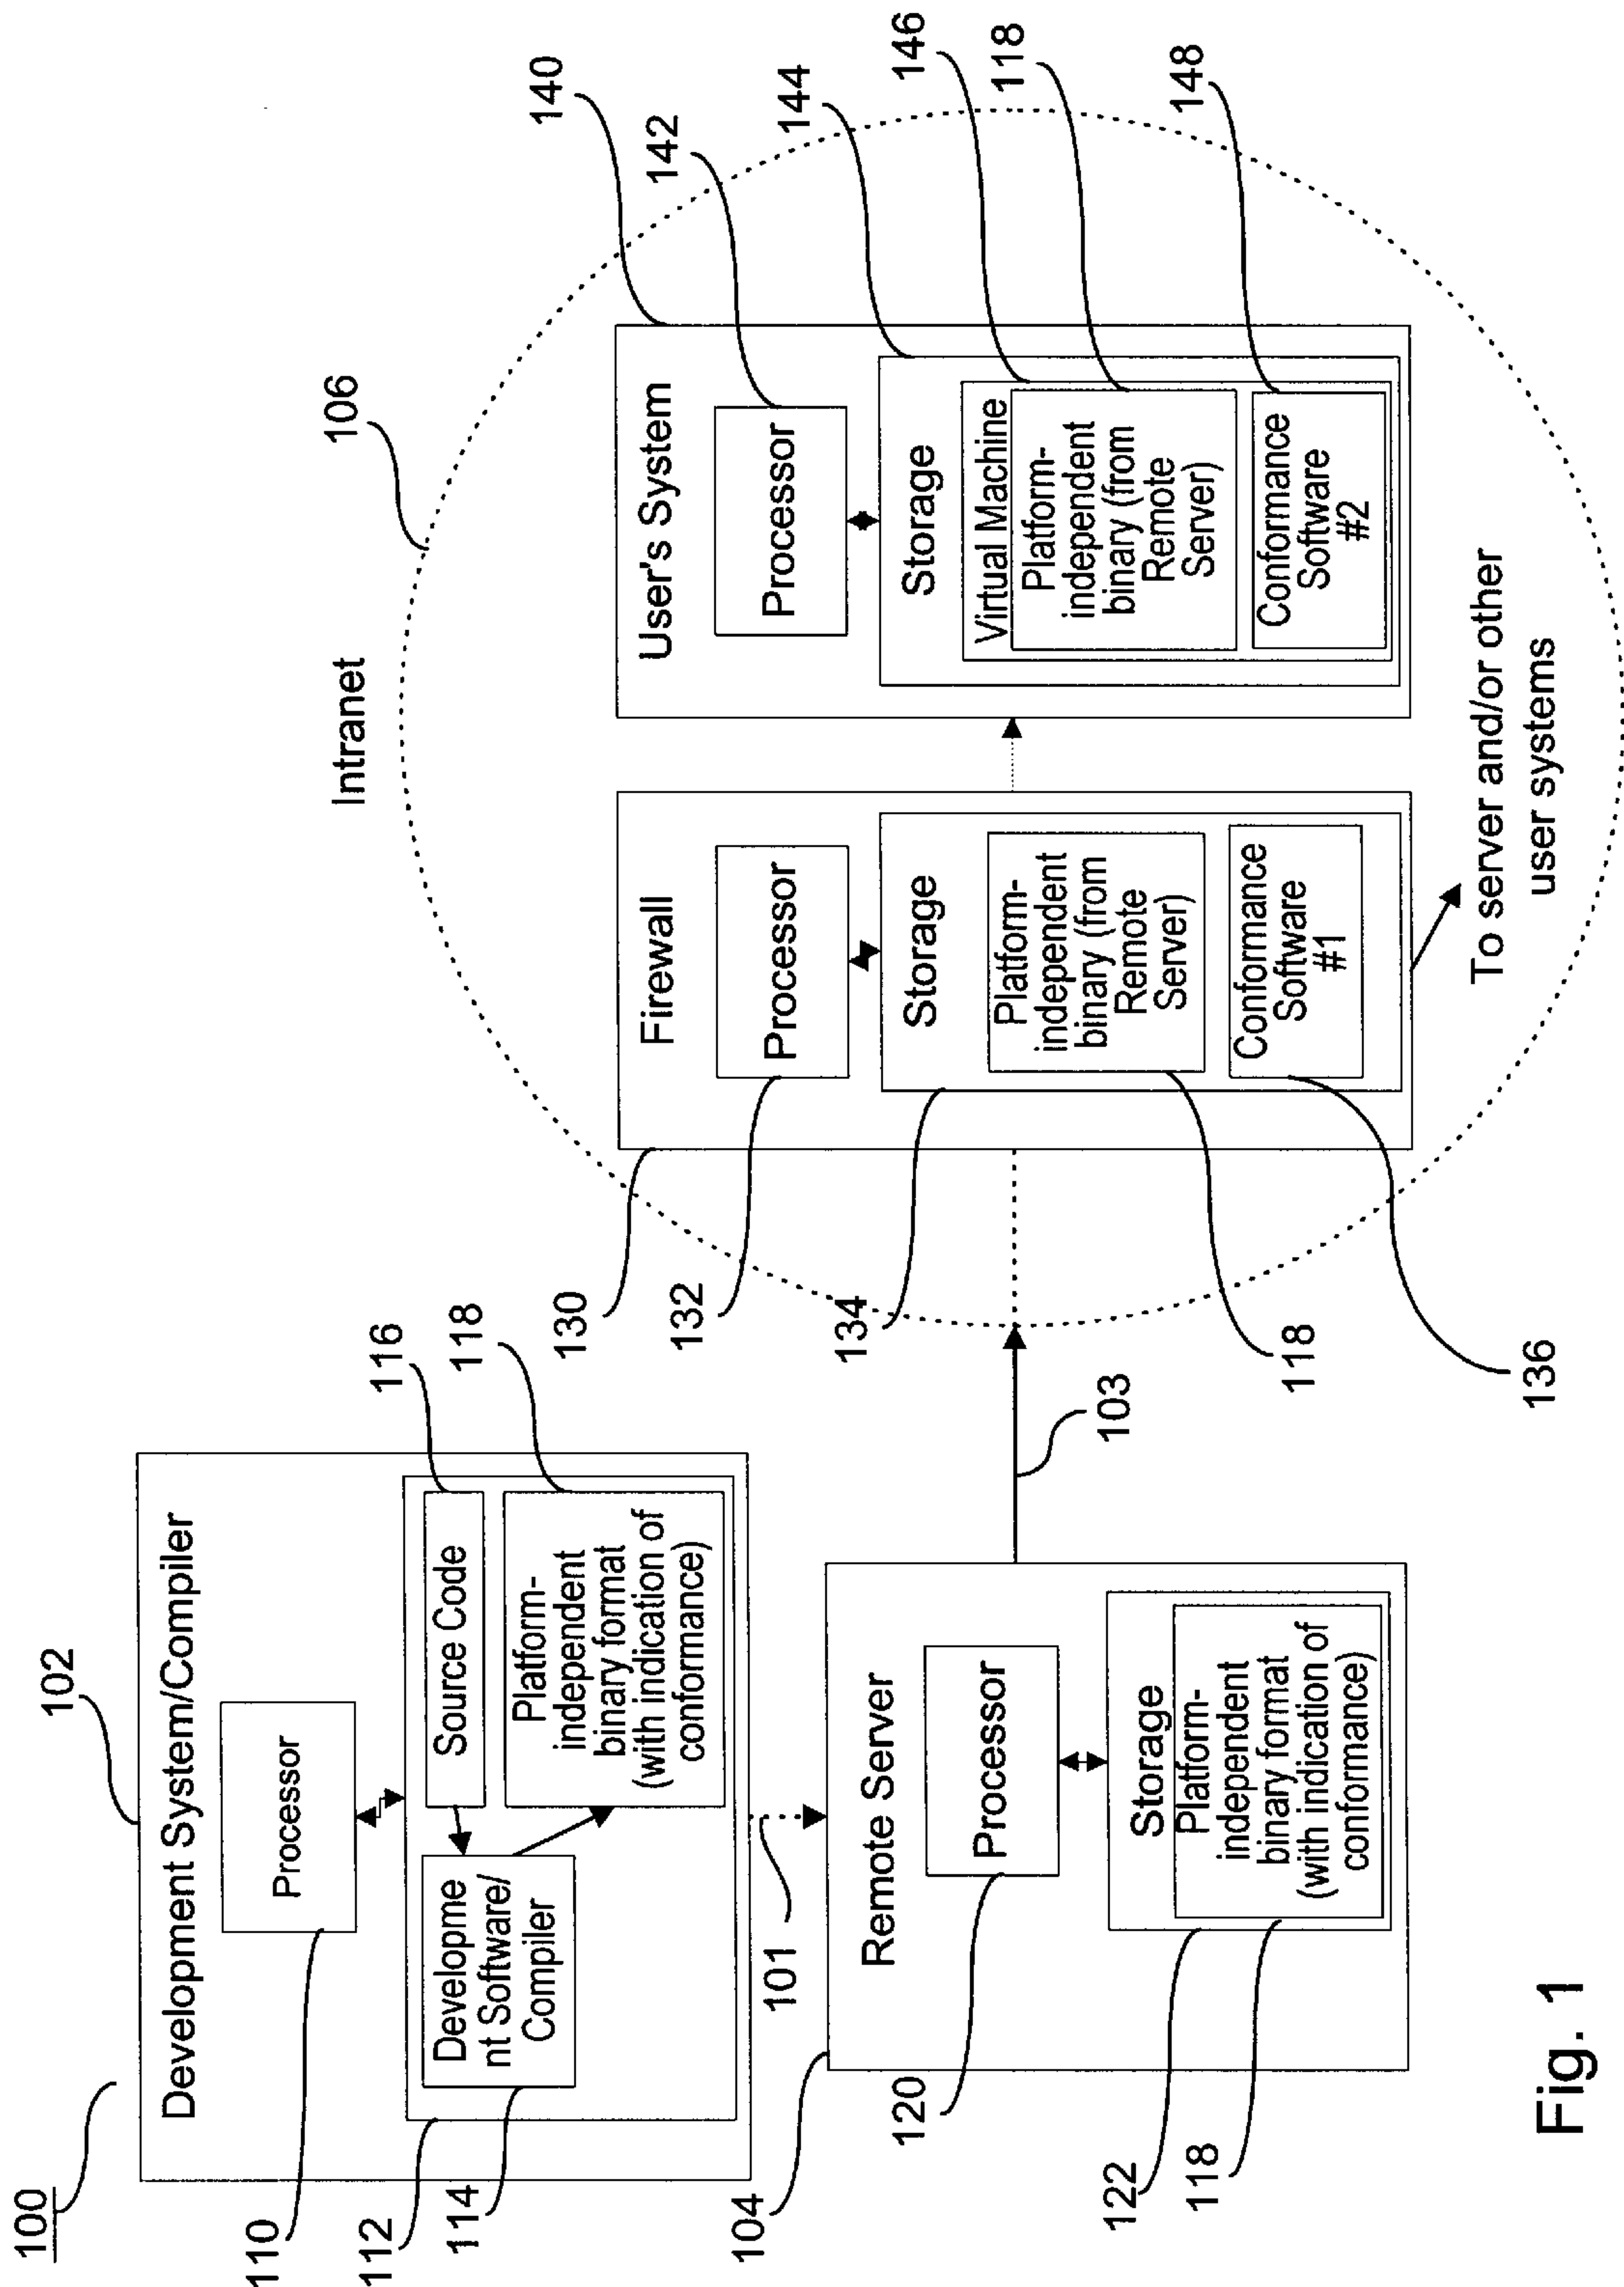 100
102
Development System/Compiler
110
Processor
112
114
Developme
nt Software/
Compiler
116
Source Code
118
Platform-
independent
binary format
(with indication of
conformance)
101
104
Remote Server
120
Processor
122
Storage
118
Platform-
independent
binary format
(with indication of
conformance)
103
106
Intranet
130
Firewall
132
Processor
134
Storage
118
Platform-
independent
binary (from
Remote
Server)
136
Conformance
Software
#1
140
User's System
142
Processor
144
Storage
146
Virtual Machine
118
Platform-
independent
binary (from
Remote
Server)
148
Conformance
Software
#2
To server and/or other
user systems
Fig. 1